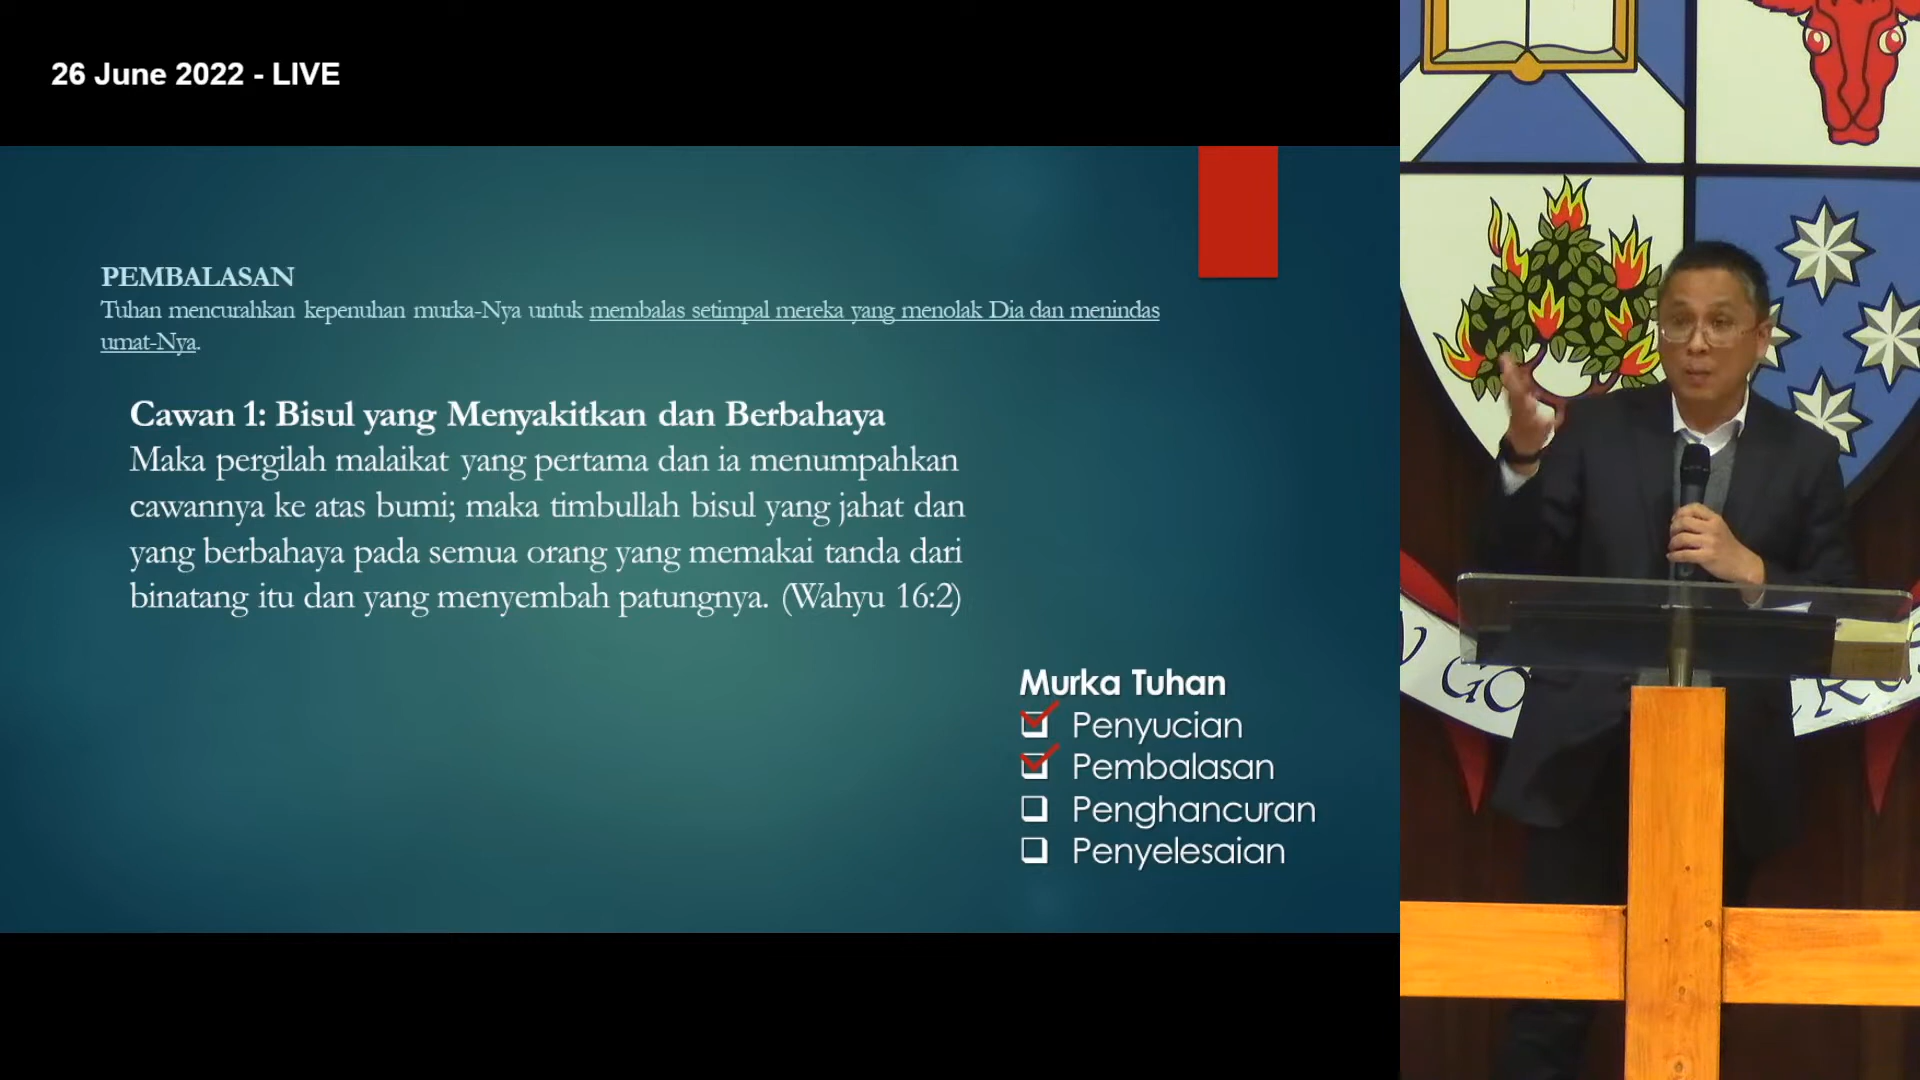 26 June 2022 - LIVE
PEMBALASAN
Tuhan mencurahkan kepenuhan murka-Nya untuk membalas setimpal mereka yang menolak Dia dan menindas
umat-Nya.
Cawan 1: Bisul yang Menyakitkan dan Berbahaya
Maka pergilah malaikat yang pertama dan ia menumpahkan
cawannya ke atas bumi; maka timbullah bisul yang jahat dan
yang berbahaya pada semua orang yang memakai tanda dari
binatang itu dan yang menyembah patungnya. (Wahyu 16:2)
Murka Tuhan
Penyucian
Pembalasan
Penghancuran
Penyelesaian